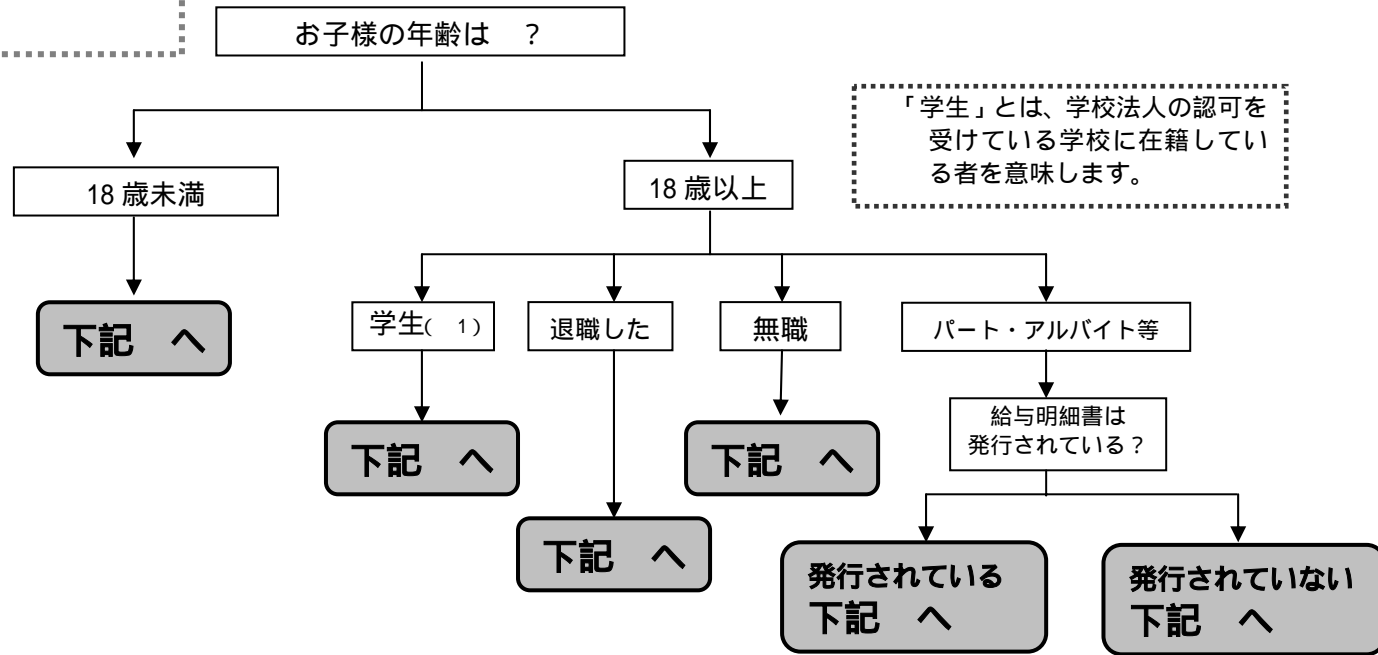 お子様の年齢は ?
「学生」とは、学校法人の認可を
受けている学校に在籍してい
る者を意味します。
18歳未満
18歳以上
下記 へ
学生( 1)
退職した
無職
パート・アルバイト等
給与明細書は
発行されている?
下記 へ
下記 へ
下記 へ
発行されている
下記 へ
発行されていない
下記 へ